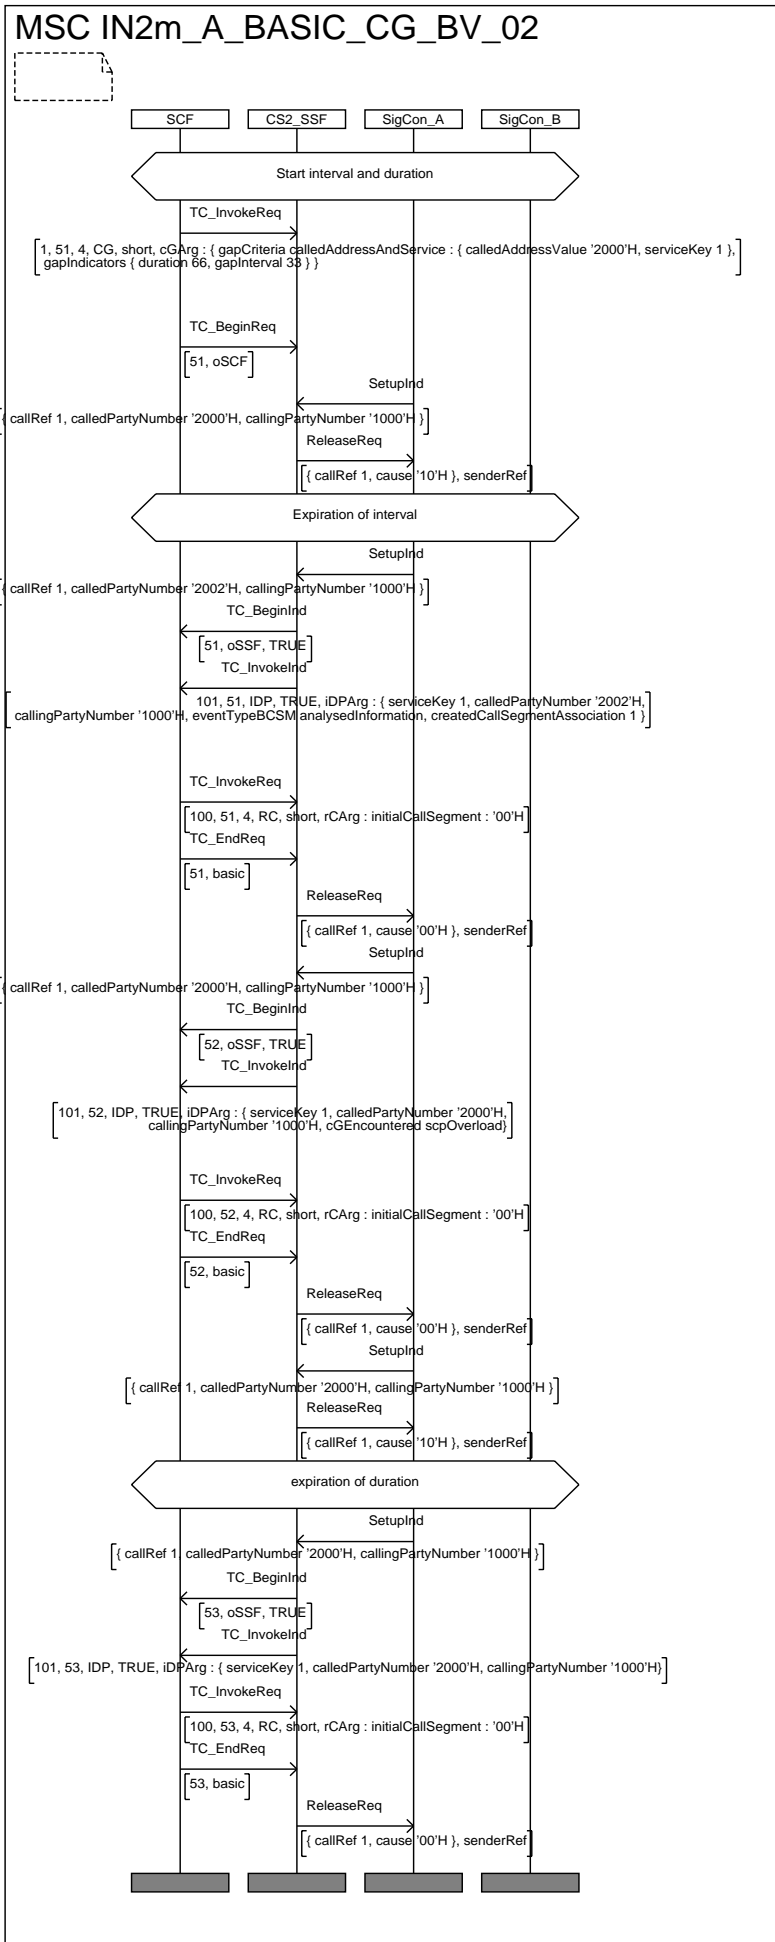 MSC IN2m_A_BASIC_CG_BV_02
SCF
CS2_SSF
SigCon_A
SigCon_B
Start interval and duration
TC_InvokeReq
1, 51, 4, CG, short, cGArg : { gapCriteria calledAddressAndService : { calledAddressValue '2000'H, serviceKey 1 },
gapIndicators { duration 66, gapInterval 33 } }
TC_BeginReq
51, oSCF
SetupInd
{ callRef 1, calledPartyNumber '2000'H, callingPartyNumber '1000'H }
ReleaseReq
{ callRef 1, cause '10'H }, senderRef
Expiration of interval
SetupInd
{ callRef 1, calledPartyNumber '2002'H, callingPartyNumber '1000'H }
TC_BeginInd
51, oSSF, TRUE
TC_InvokeInd
101, 51, IDP, TRUE, iDPArg : { serviceKey 1, calledPartyNumber '2002'H,
callingPartyNumber '1000'H, eventTypeBCSM analysedInformation, createdCallSegmentAssociation 1 }
TC_InvokeReq
100, 51, 4, RC, short, rCArg : initialCallSegment : '00'H
TC_EndReq
51, basic
ReleaseReq
{ callRef 1, cause '00'H }, senderRef
SetupInd
{ callRef 1, calledPartyNumber '2000'H, callingPartyNumber '1000'H }
TC_BeginInd
52, oSSF, TRUE
TC_InvokeInd
101, 52, IDP, TRUE, iDPArg : { serviceKey 1, calledPartyNumber '2000'H,
callingPartyNumber '1000'H, cGEncountered scpOverload}
TC_InvokeReq
100, 52, 4, RC, short, rCArg : initialCallSegment : '00'H
TC_EndReq
52, basic
ReleaseReq
{ callRef 1, cause '00'H }, senderRef
SetupInd
{ callRef 1, calledPartyNumber '2000'H, callingPartyNumber '1000'H }
ReleaseReq
{ callRef 1, cause '10'H }, senderRef
expiration of duration
SetupInd
{ callRef 1, calledPartyNumber '2000'H, callingPartyNumber '1000'H }
TC_BeginInd
53, oSSF, TRUE
TC_InvokeInd
101, 53, IDP, TRUE, iDPArg : { serviceKey 1, calledPartyNumber '2000'H, callingPartyNumber '1000'H}
TC_InvokeReq
100, 53, 4, RC, short, rCArg : initialCallSegment : '00'H
TC_EndReq
53, basic
ReleaseReq
{ callRef 1, cause '00'H }, senderRef